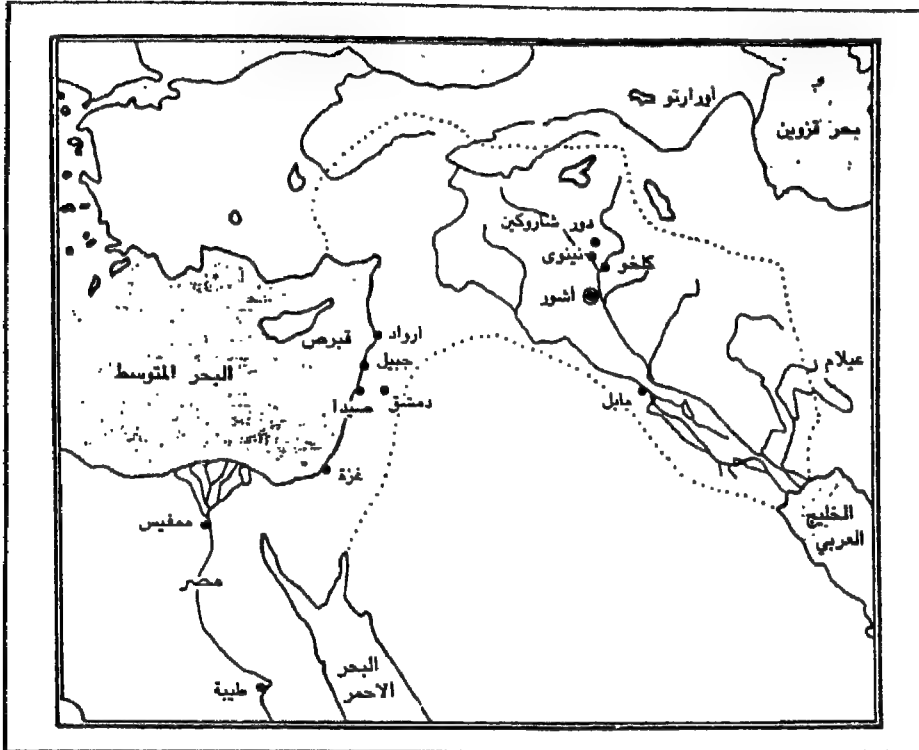 أورارتو
بحر قزوين
دور شاروكين
نينوى
كلخو
اشور
ارواد
قبرص
جبيل
البحر المتوسط
صيدا
دمشق
عيلام
بابل
غزة
ممفيس
الخليج
العربي
مصر
البحر
الاحمر
طيبة